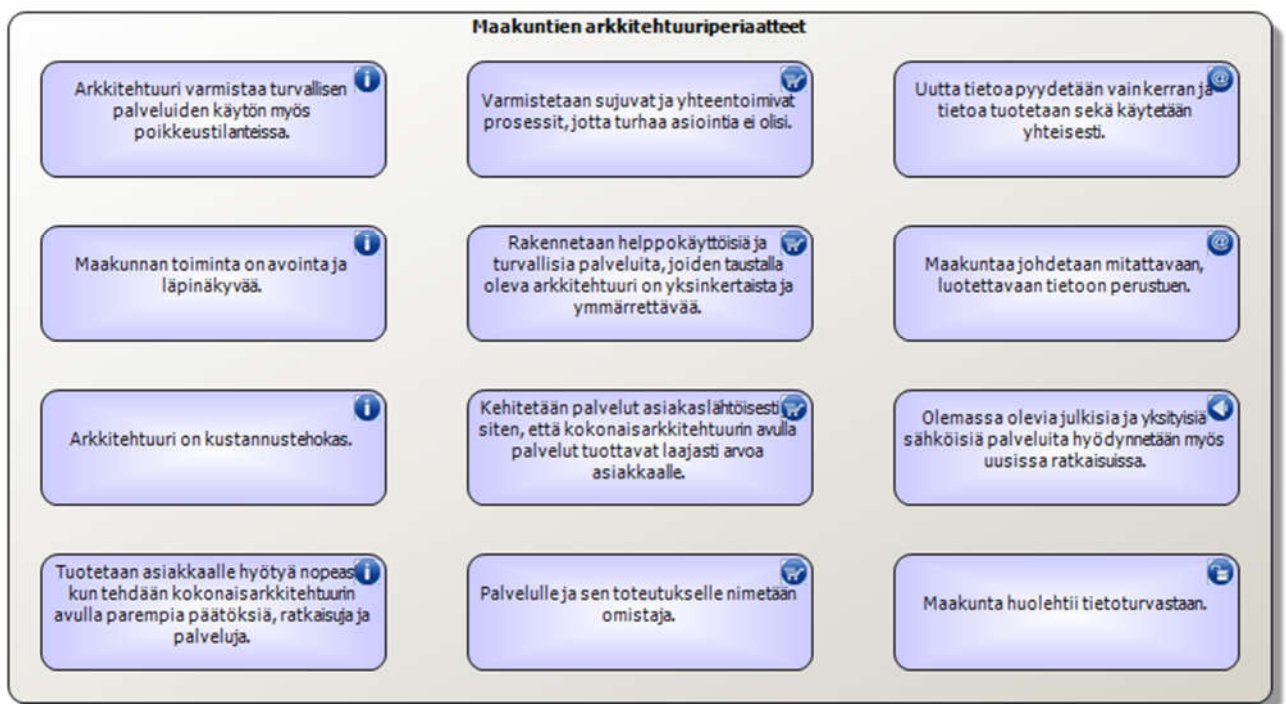 Maakuntien arkkitehtuuriperiaatteet
Arkkitehtuuri varmistaa turvallisen
palveluiden käytön myös
poikkeustilanteissa.
Varmistetaan sujuvat ja yhteentoimivat
prosessit, jotta turhaa asiointia ei olisi.
Uutta tietoa pyydetään vain kerran ja
tietoa tuotetaan sekä käytetään
yhteisesti.
Maakunnan toiminta on avointa ja
läpinäkyvää.
Rakennetaan helppokäyttöisiä ja
turvallisia palveluita, joiden taustalla
oleva arkkitehtuuri on yksinkertaista ja
ymmärrettävää.
Maakuntaa johdetaan mitattavaan,
luotettavaan tietoon perustuen.
Arkkitehtuuri on kustannustehokas.
Kehitetään palvelut asiakaslähtöisesti
siten, että kokonaisarkkitehtuurin avulla
palvelut tuottavat laajasti arvoa
asiakkaalle.
Olemassa olevia julkisia ja yksityisiä
sähköisiä palveluita hyödynnetään myös
uusissa ratkaisuissa.
Tuotetaan asiakkaalle hyötyä
kun tehdään kokonaisarkkitehtuurin
avulla parempia päätöksiä, ratkaisuja ja
palveluja.
Palvelulle ja sen toteutukselle nimetään
omistaja.
Maakunta huolehtii tietoturvastaan.